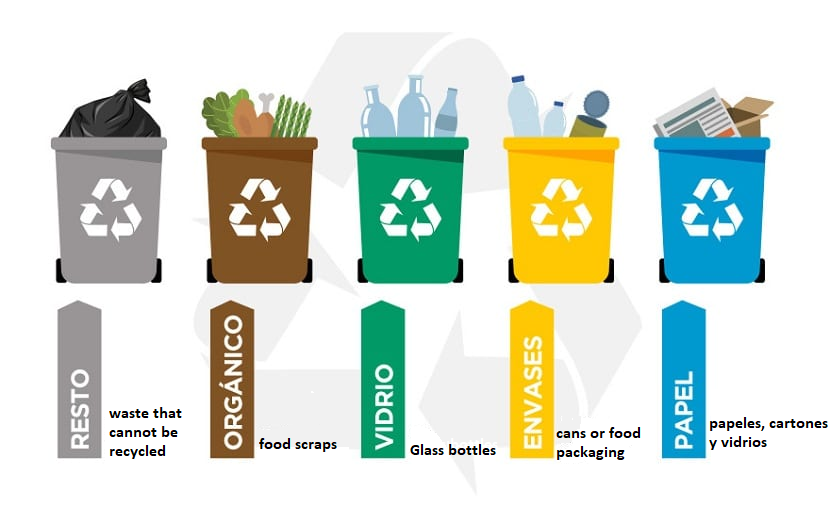 RESTO
waste that
cannot be
recycled
ORGÁNICO
food scraps
VIDRIO
Glass bottles
ENVASES
cans or food
packaging
PAPEL
papeles, cartones
y vidrios